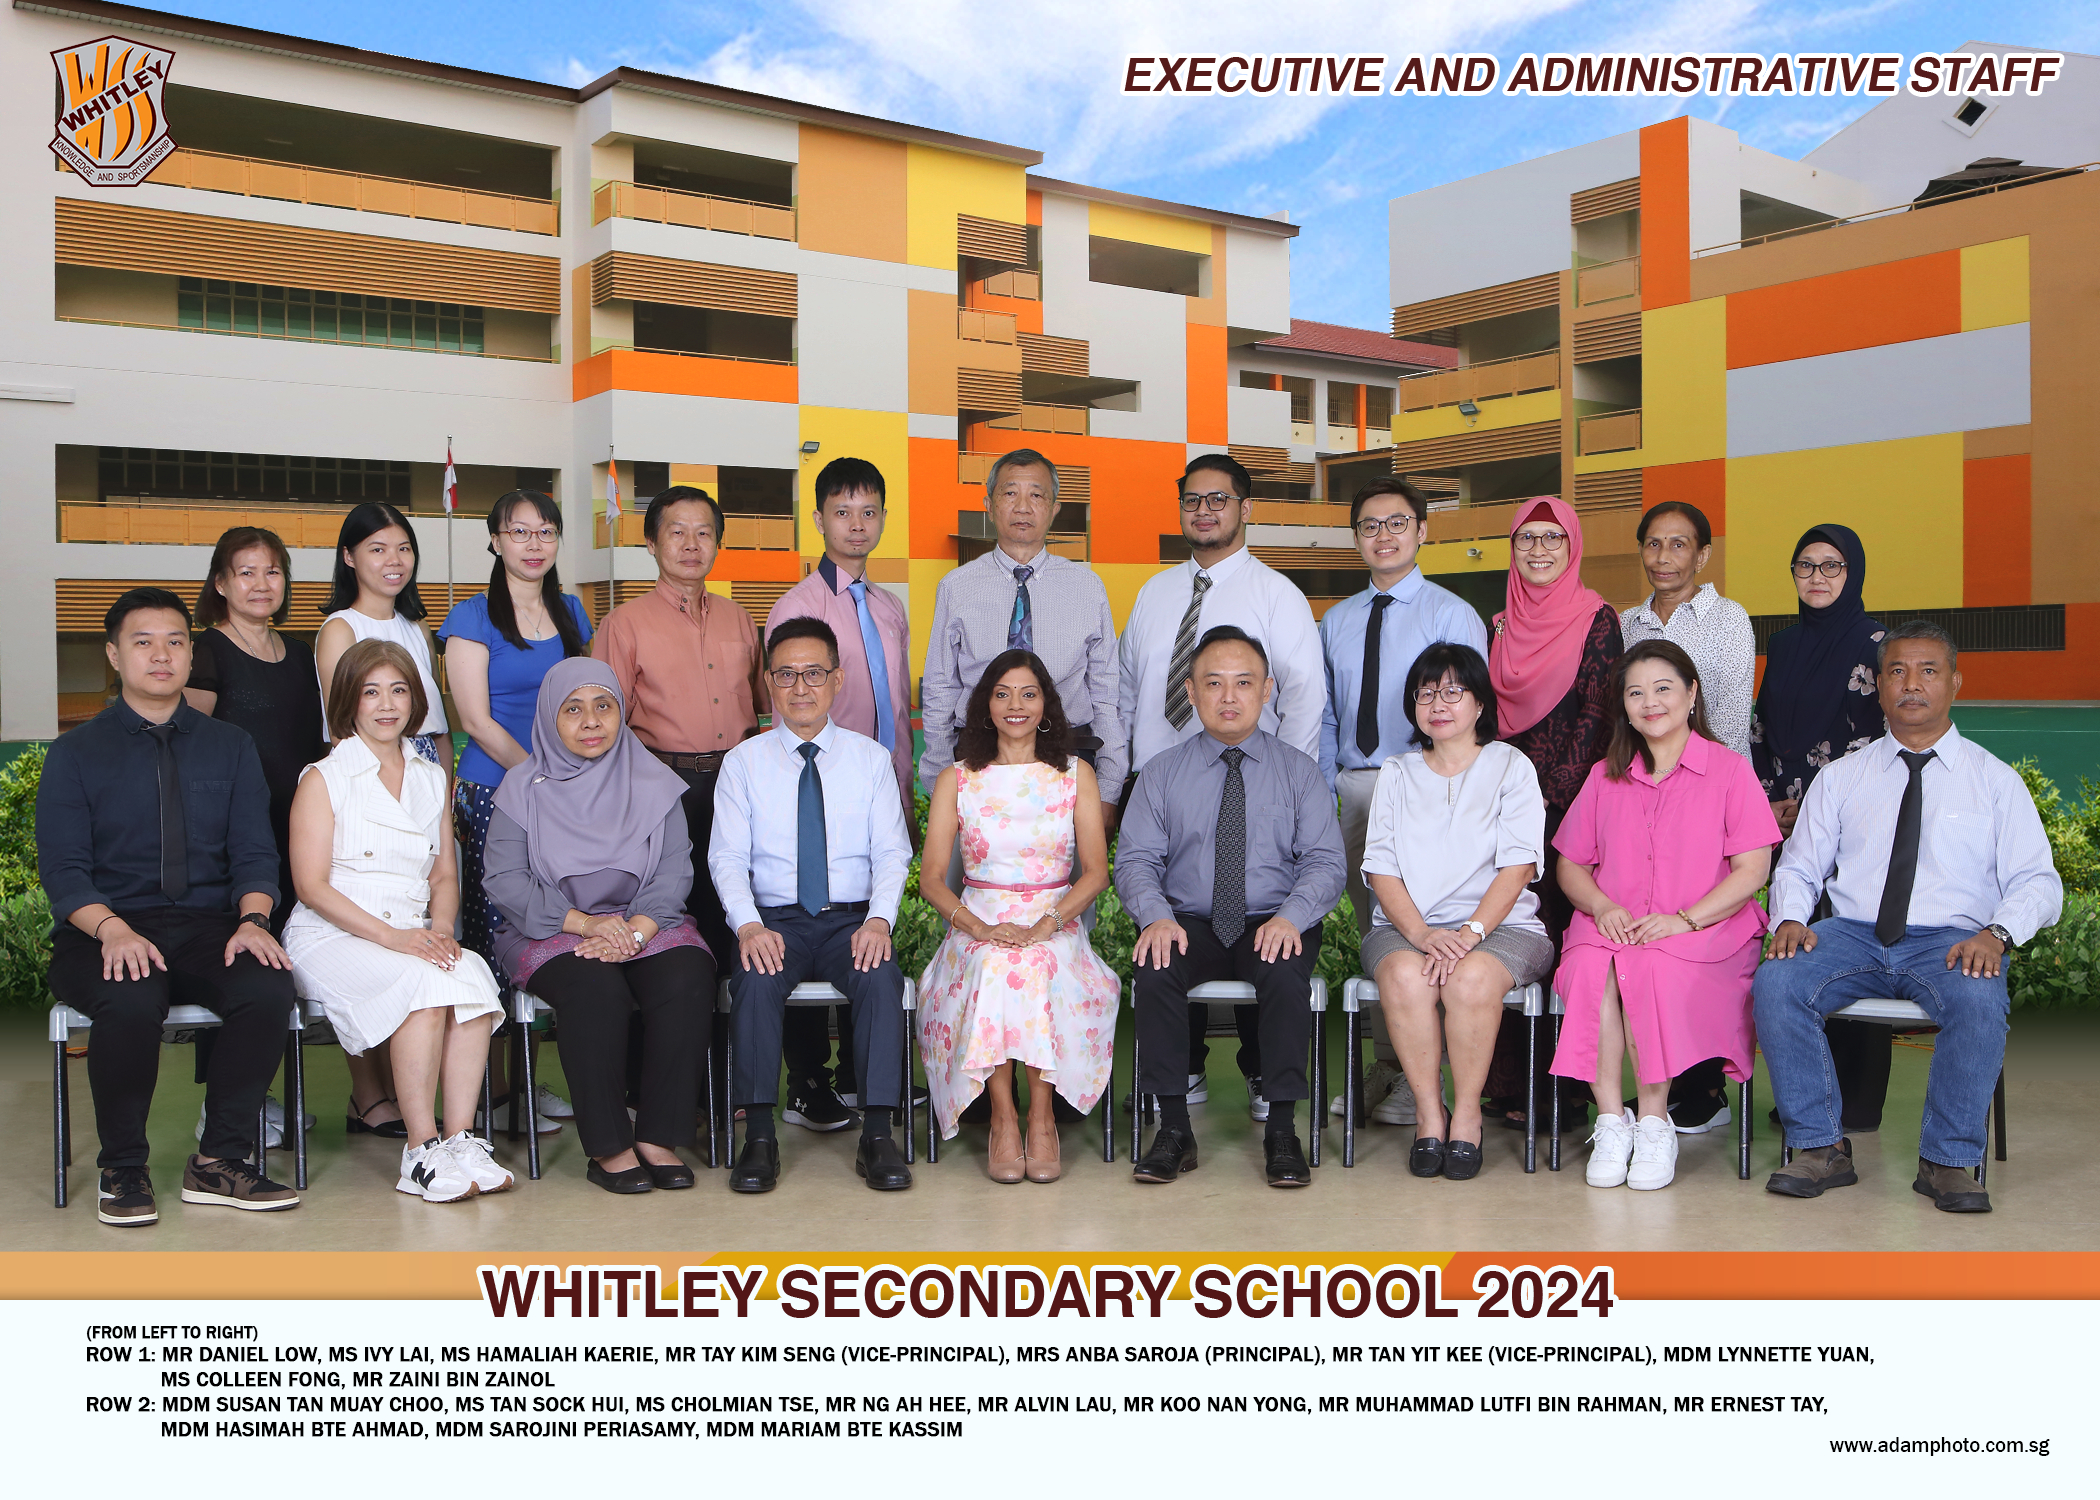 WSS
WHITLEY
KNOWLEDGE AND SPORTSMANSHIP
EXECUTIVE AND ADMINISTRATIVE STAFF
WHITLEY SECONDARY SCHOOL 2024
(FROM LEFT TO RIGHT)
ROW 1: MR DANIEL LOW, MS IVY LAI, MS HAMALIAH KAERIE, MR TAY KIM SENG (VICE-PRINCIPAL), MRS ANBA SAROJA (PRINCIPAL), MR TAN YIT KEE (VICE-PRINCIPAL), MDM LYNNETTE YUAN,
MS COLLEEN FONG, MR ZAINI BIN ZAINOL
ROW 2: MDM SUSAN TAN MUAY CHOO, MS TAN SOCK HUI, MS CHOLMIAN TSE, MR NG AH HEE, MR ALVIN LAU, MR KOO NAN YONG, MR MUHAMMAD LUTFI BIN RAHMAN, MR ERNEST TAY,
MDM HASIMAH BTE AHMAD, MDM SAROJINI PERIASAMY, MDM MARIAM BTE KASSIM
www.adamphoto.com.sg